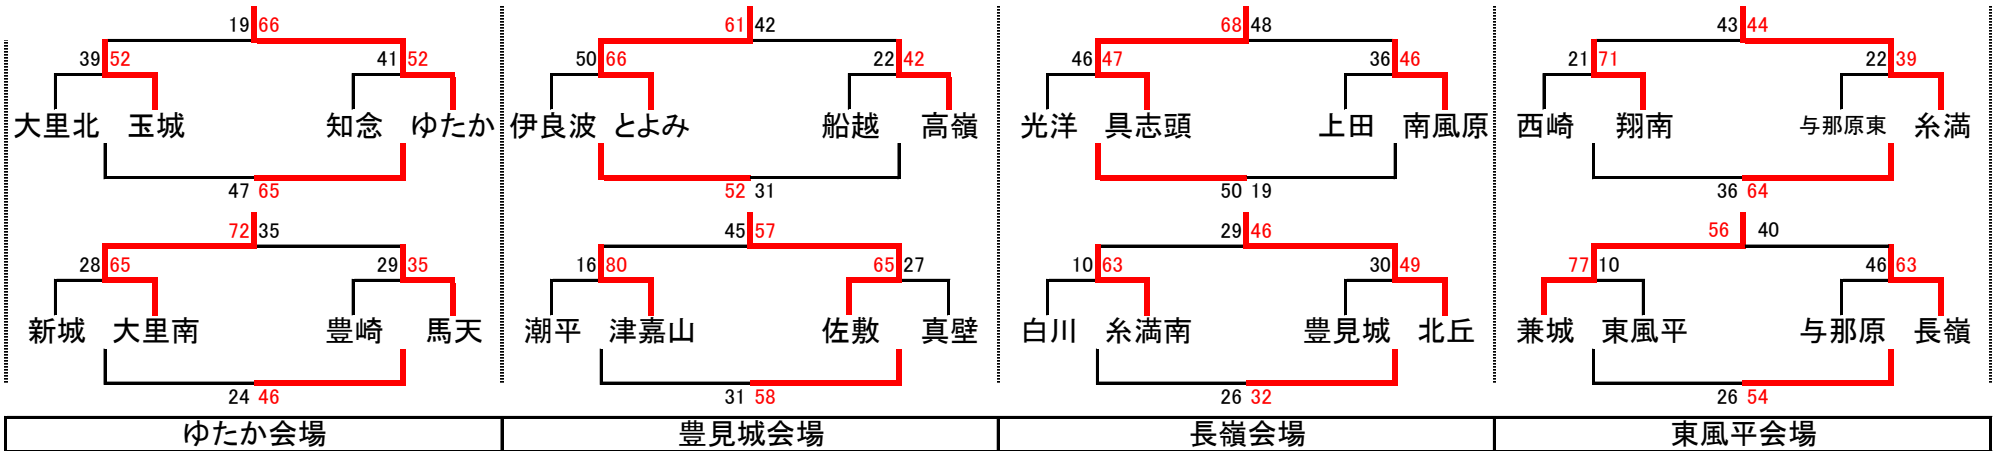 19 66 61 42 68 48 43 44
39 52 41 52 50 66 22 42 46 47 36 46 21 71 22 39
大里北 玉城 知念 ゆたか 伊良波 とよみ 船越 高嶺 光洋 具志頭 上田 南風原 西崎 翔南 与那原東 糸満
47 65 52 31 50 19 36 64
72 35 45 57 29 46 56 40
28 65 29 35 16 80 65 27 10 63 30 49 77 10 46 63
新城 大里南 豊崎 馬天 潮平 津嘉山 佐敷 真壁 白川 糸満南 豊見城 北丘 兼城 東風平 与那原 長嶺
24 46 31 58 26 32 26 54
ゆたか会場 豊見城会場 長嶺会場 東風平会場